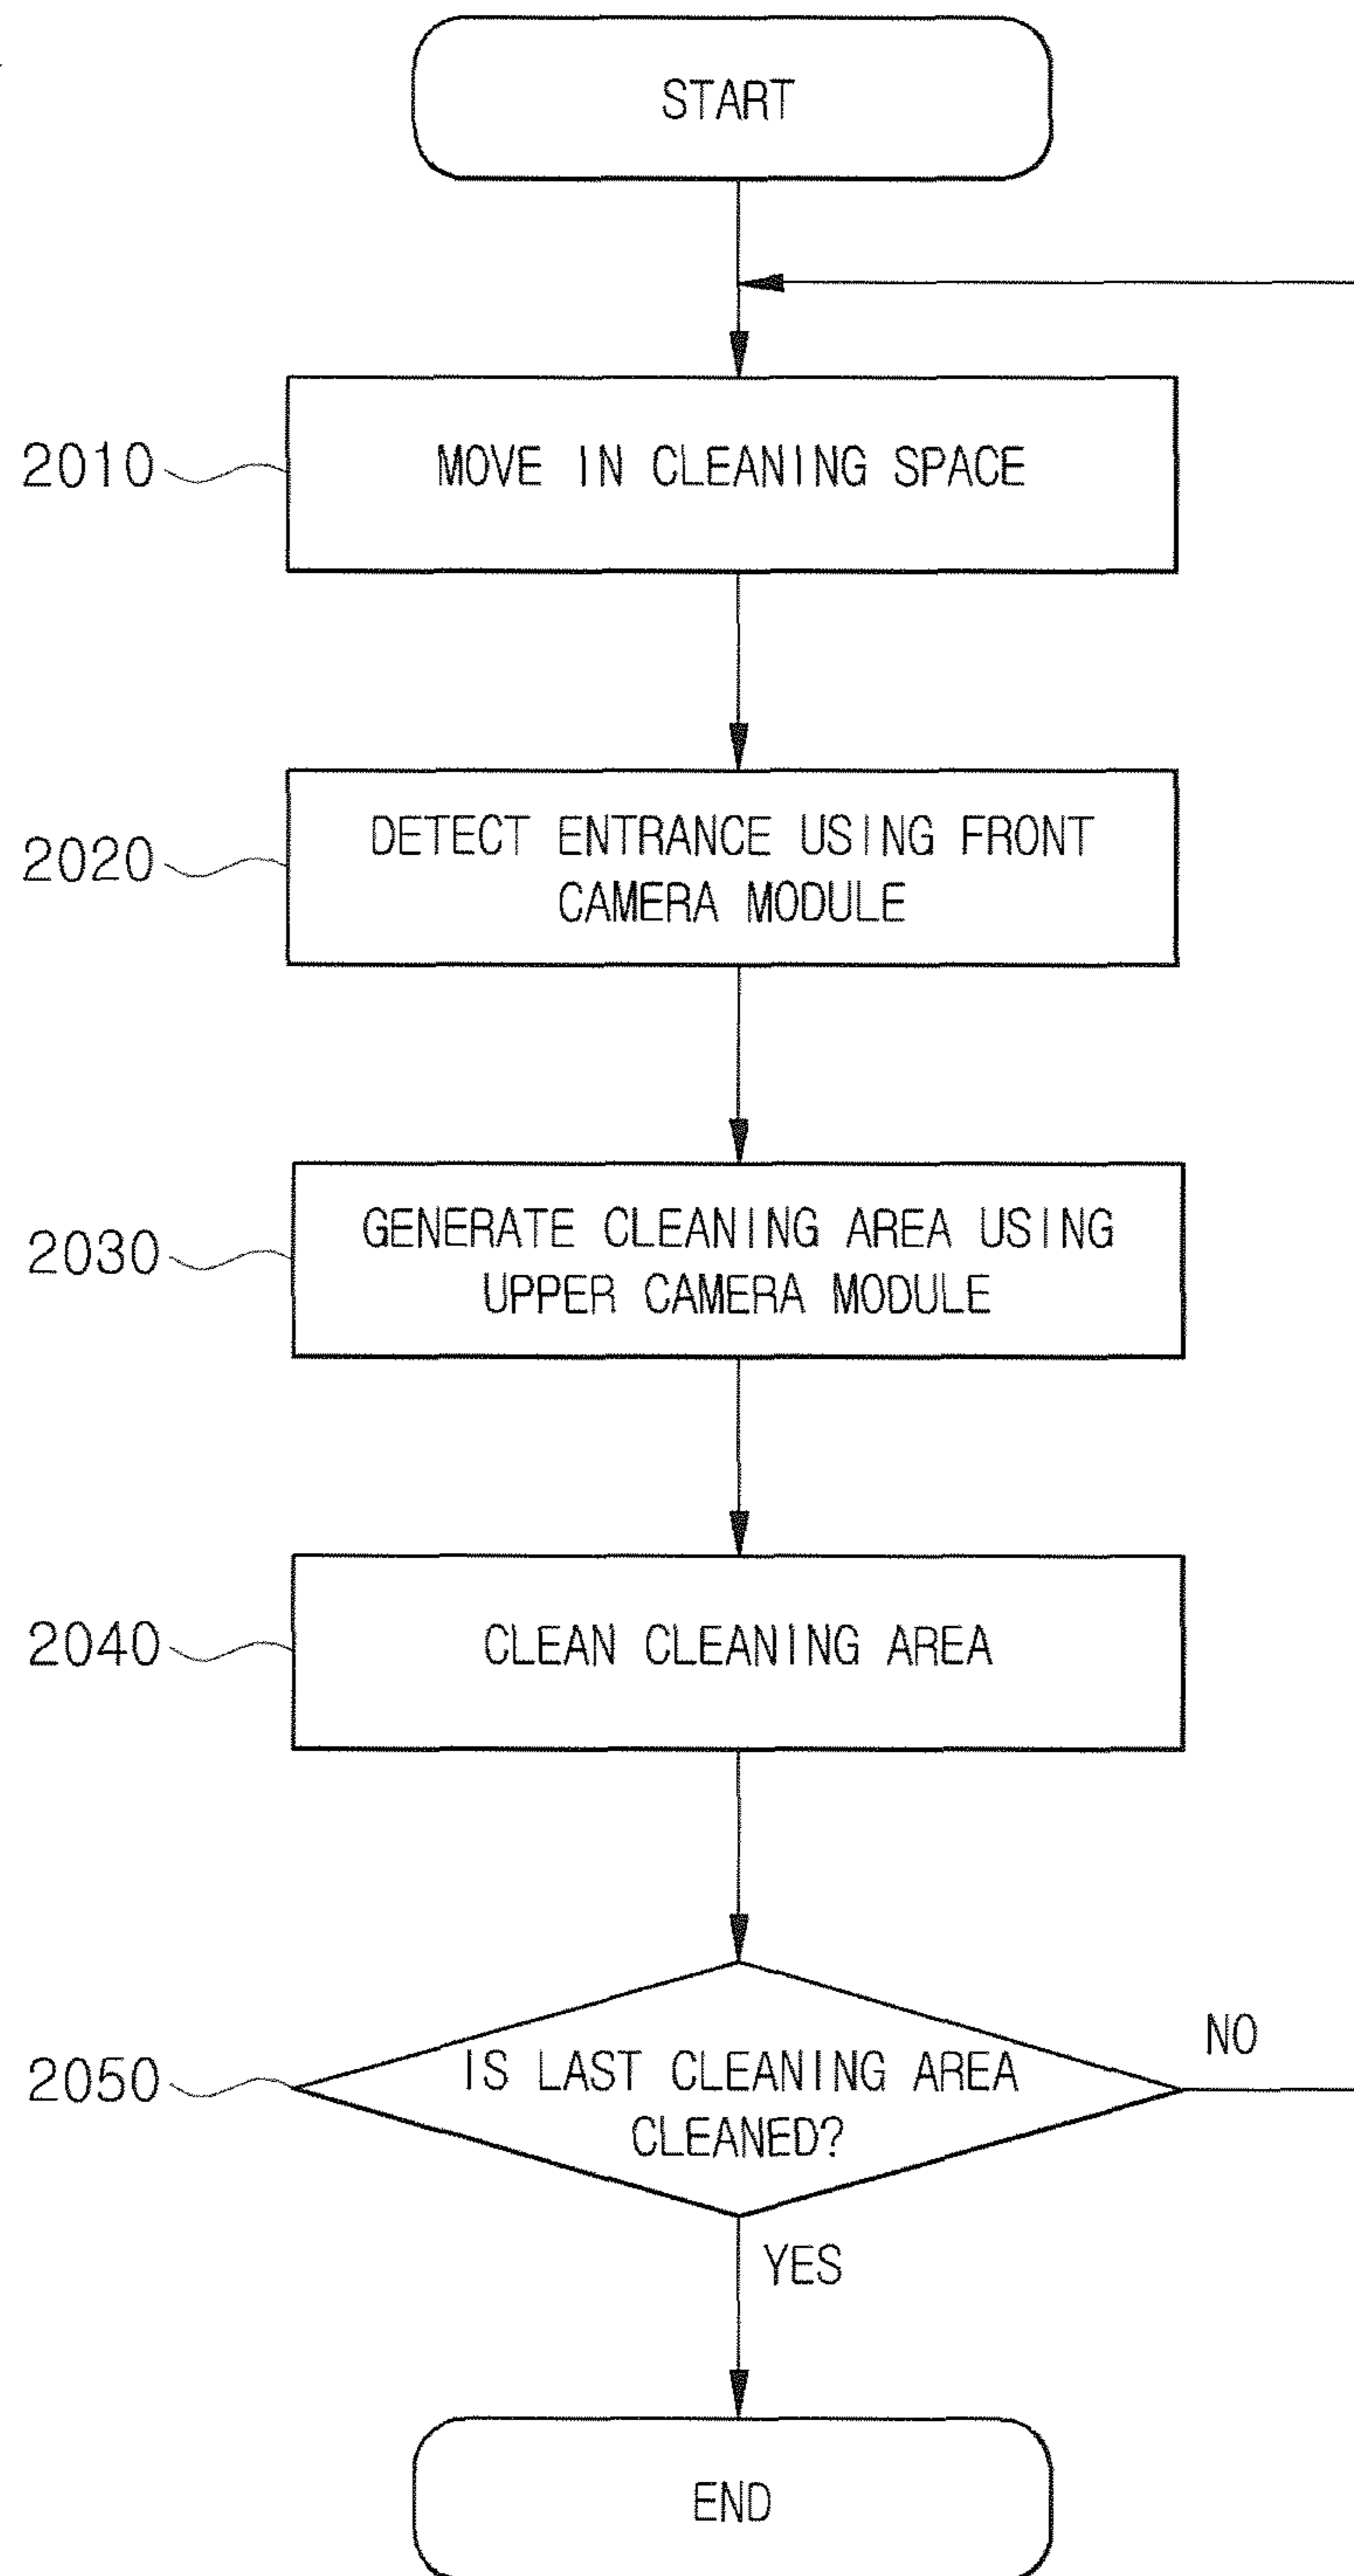 START
2010
MOVE IN CLEANING SPACE
2020
DETECT ENTRANCE USING FRONT
CAMERA MODULE
2030
GENERATE CLEANING AREA USING
UPPER CAMERA MODULE
2040
CLEAN CLEANING AREA
2050
IS LAST CLEANING AREA
CLEANED?
NO
YES
END